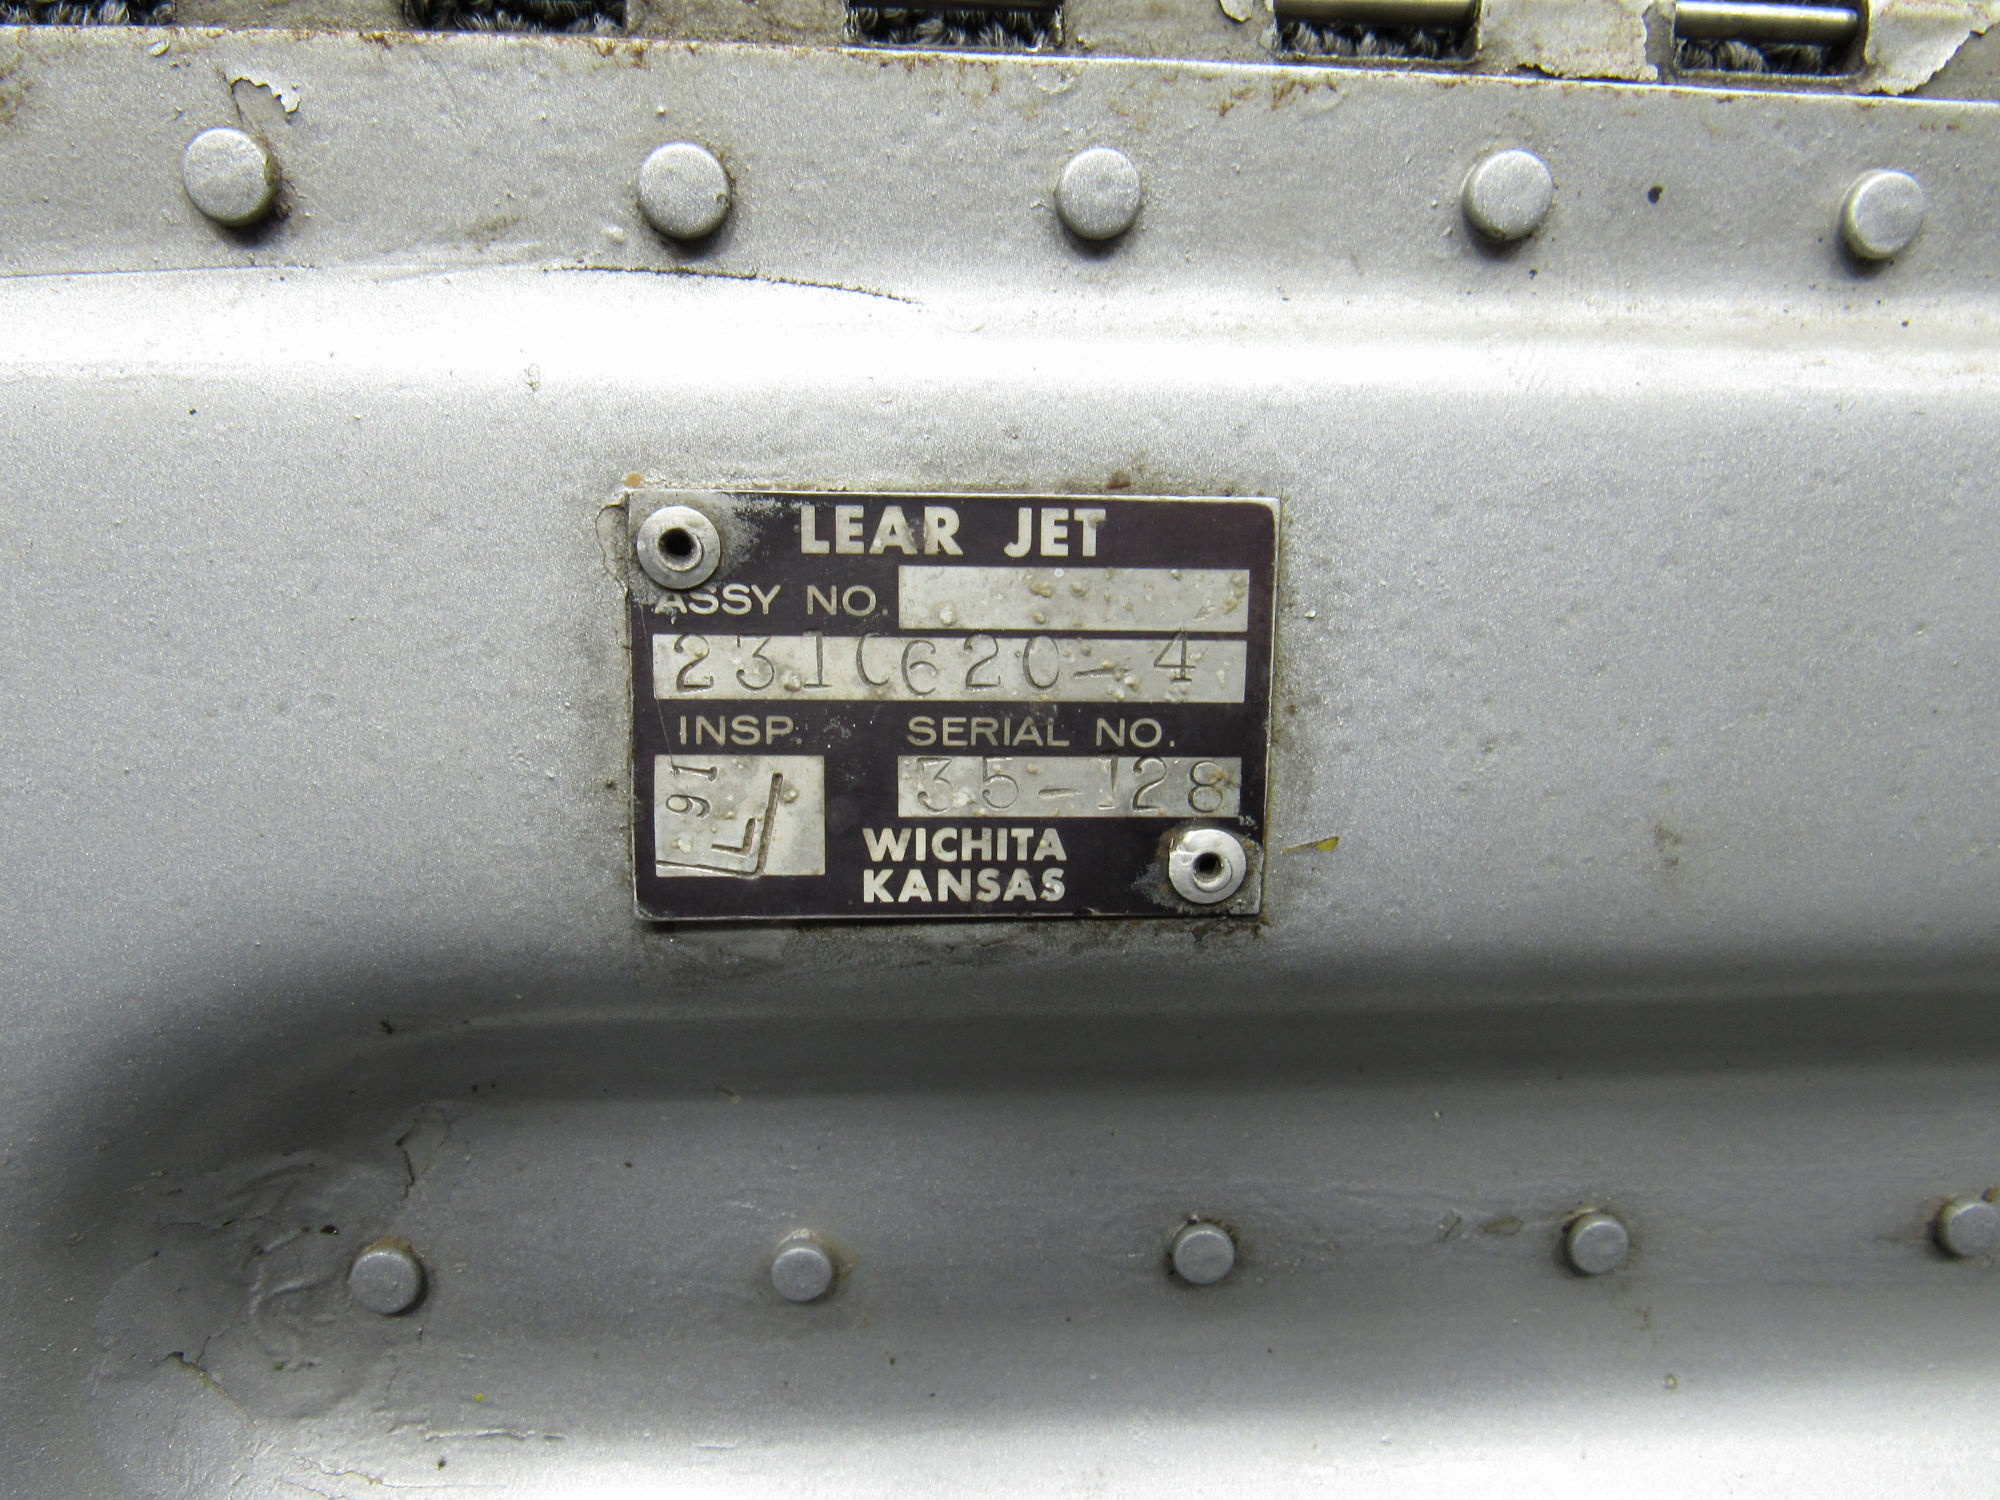 LEAR JET
ASSY NO.
2310620-4
INSP. SERIAL NO.
91 L 35-128
WICHITA
KANSAS